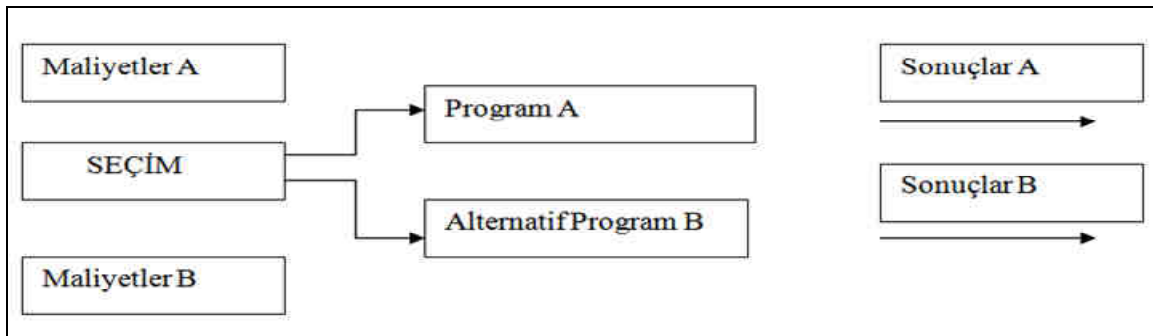 Maliyetler A
SEÇİM
Maliyetler B
Program A
Alternatif Program B
Sonuçlar A
Sonuçlar B